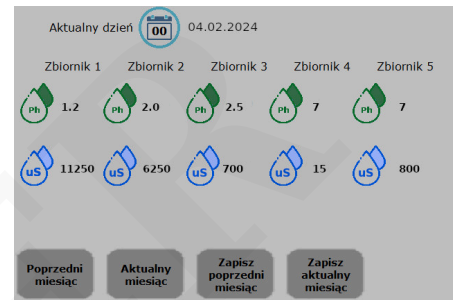 Aktualny dzień 00 04.02.2024
Zbiornik 1 Zbiornik 2 Zbiornik 3 Zbiornik 4 Zbiornik 5
Ph 1.2 Ph 2.0 Ph 2.5 Ph 7 Ph 7
uS 11250 uS 6250 uS 700 uS 15 uS 800
Poprzedni miesiąc
Aktualny miesiąc
Zapisz poprzedni miesiąc
Zapisz aktualny miesiąc